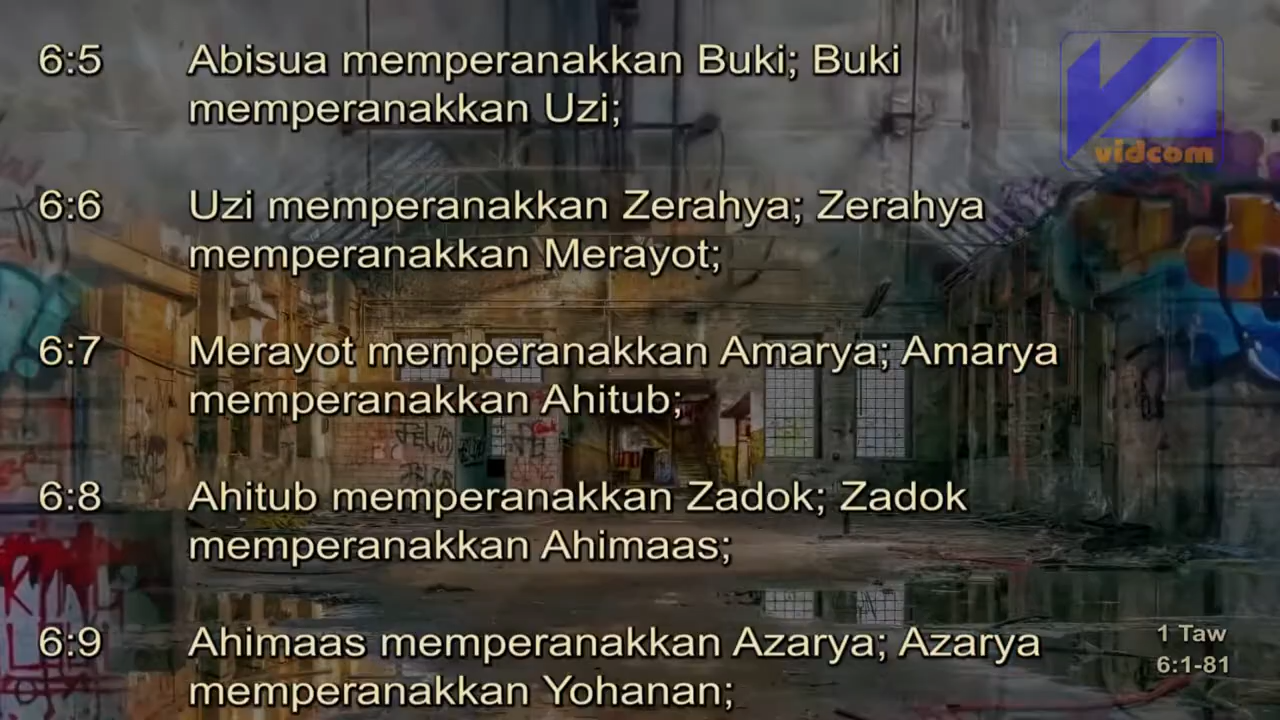 6:5 Abisua memperanakkan Buki; Buki
memperanakkan Uzi;
vidcom
6:6 Uzi memperanakkan Zerahya; Zerahya
memperanakkan Merayot;
6:7 Merayot memperanakkan Amarya; Amarya
memperanakkan Ahitub;
6:8 Ahitub memperanakkan Zadok; Zadok
memperanakkan Ahimaas;
6:9 Ahimaas memperanakkan Azarya; Azarya
memperanakkan Yohanan;
1 Taw
6:1-81